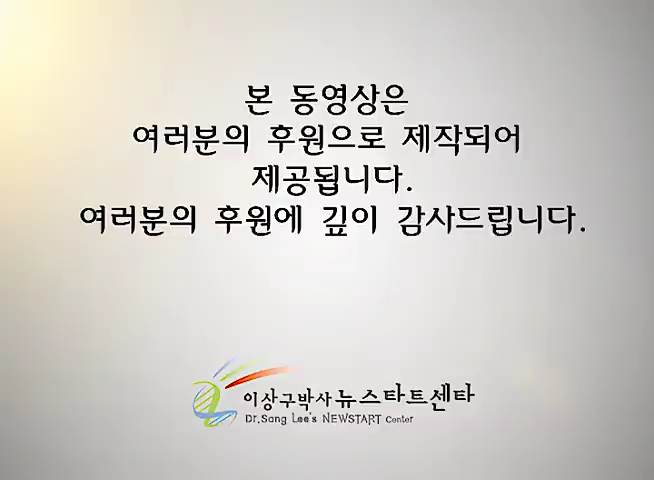 본 동영상은
여러분의 후원으로 제작되어
제공됩니다.
여러분의 후원에 깊이 감사드립니다.
이상구박사 뉴스타트센타
Dr.Sang Lee's NEWSTART Center